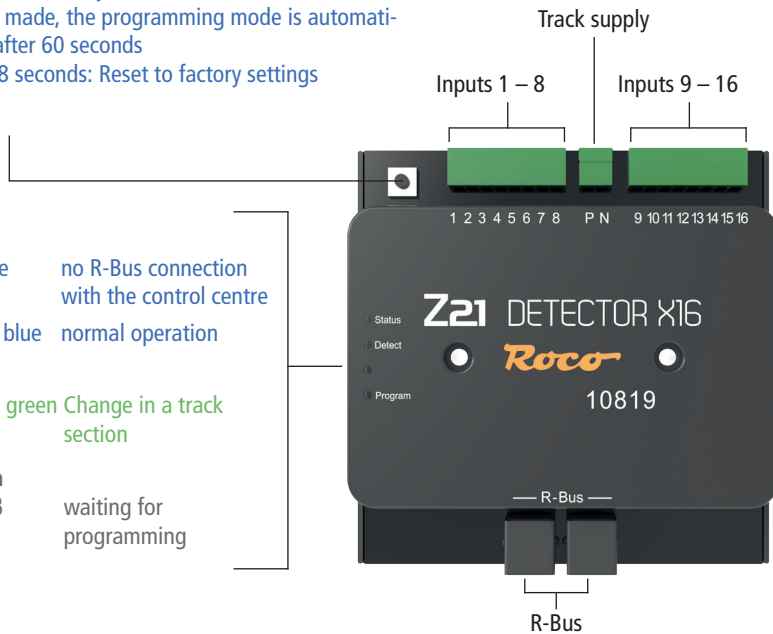 made, the programming mode is automati-
after 60 seconds
8 seconds: Reset to factory settings
Track supply
Inputs 1 – 8
Inputs 9 – 16
1 2 3 4 5 6 7 8 P N 9 10 11 12 13 14 15 16
no R-Bus connection
with the control centre
blue normal operation
green Change in a track
section
waiting for
programming
Status
Detect
Program
Z21 DETECTOR X16
Roco
10819
R-Bus
R-Bus